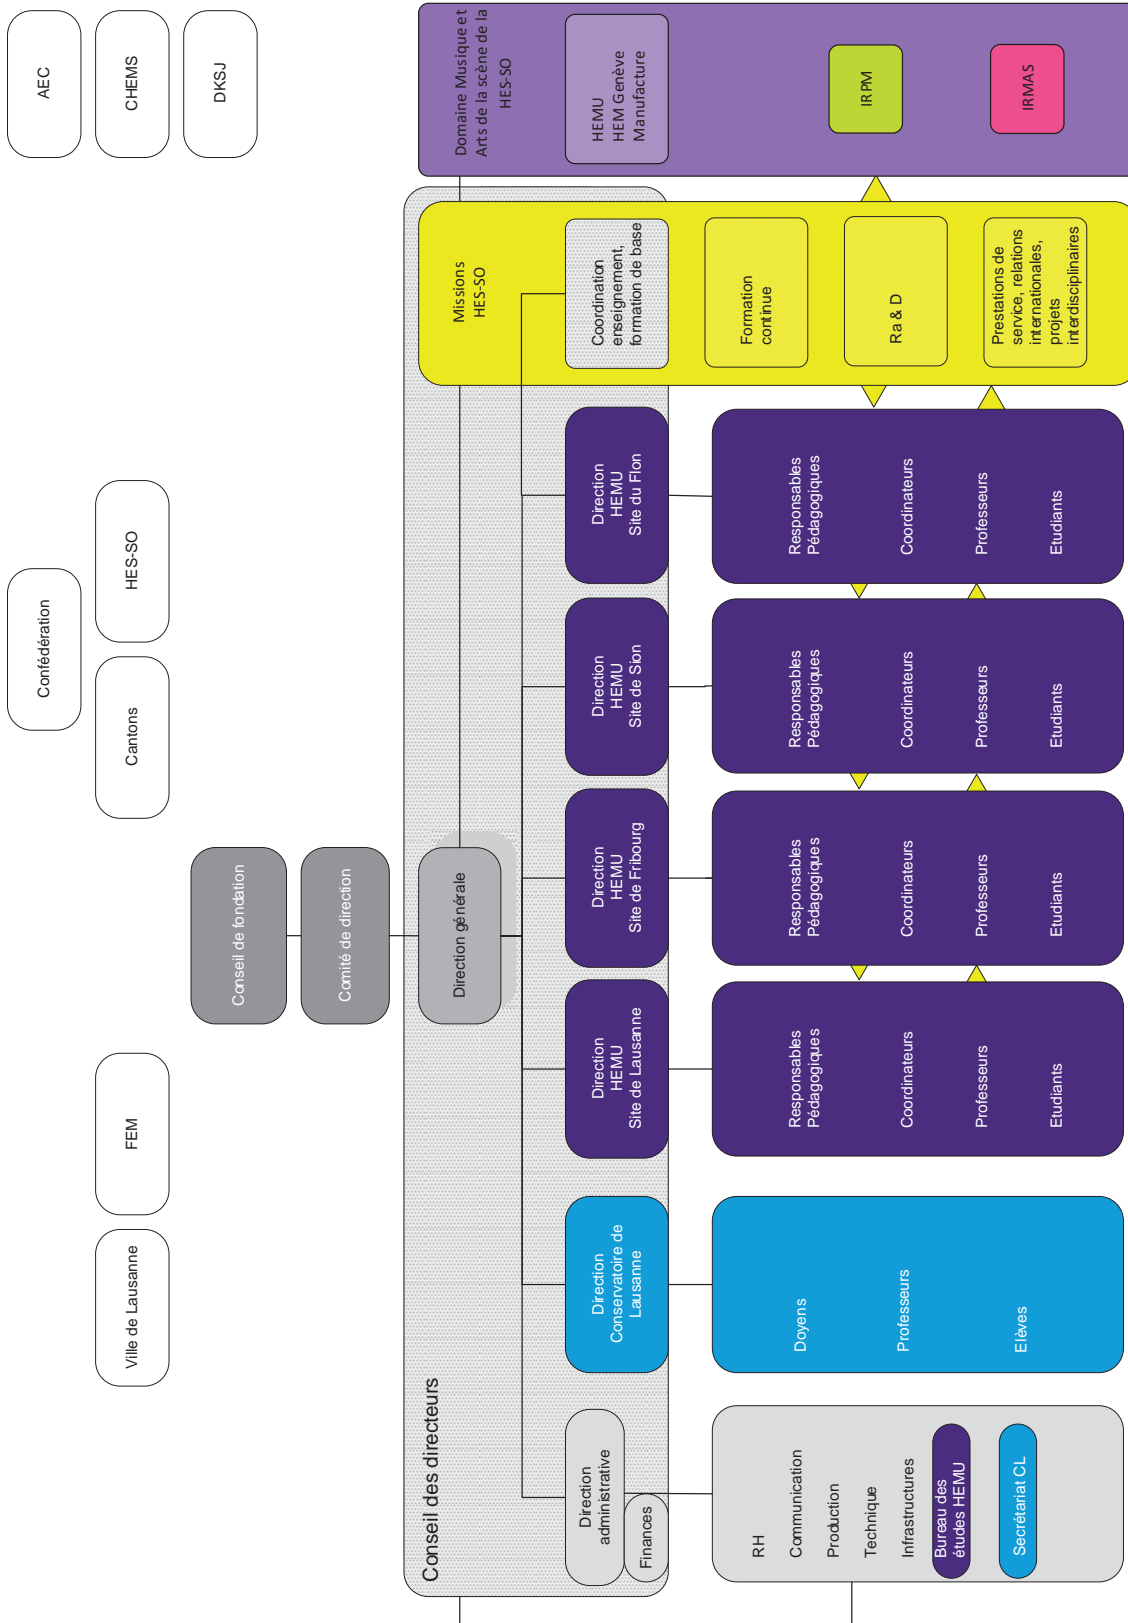 Confédération
AEC
Ville de Lausanne
FEM
Cantons
HES-SO
CHEMS
DKSJ
Conseil de fondation
Comité de direction
Conseil des directeurs
Direction générale
Missions
HES-SO
Domaine Musique et
Arts de la scène de la
HES-SO
Direction
administrative
Finances
Direction
Conservatoire de
Lausanne
Direction
HEMU
Site de Lausanne
Direction
HEMU
Site de Fribourg
Direction
HEMU
Site de Sion
Direction
HEMU
Site du Flon
Coordination
enseignement,
formation de base
HEMU
HEM Genève
Manufacture
RH
Communication
Production
Technique
Infrastructures
Bureau des
études HEMU
Secrétariat CL
Doyens
Professeurs
Elèves
Responsables
Pédagogiques
Coordinateurs
Professeurs
Etudiants
Responsables
Pédagogiques
Coordinateurs
Professeurs
Etudiants
Responsables
Pédagogiques
Coordinateurs
Professeurs
Etudiants
Responsables
Pédagogiques
Coordinateurs
Professeurs
Etudiants
Formation
continue
Ra & D
Prestations de
service, relations
internationales,
projets
interdisciplinaires
IRPM
IRMAS